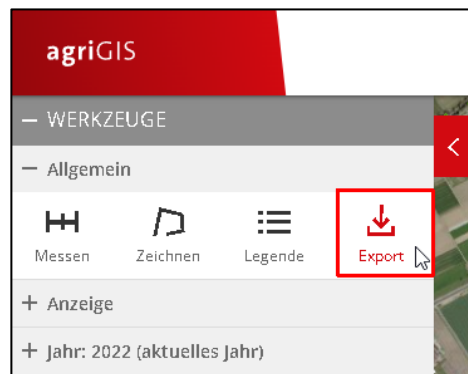 agriGIS
— WERKZEUGE
— Allgemein
Messen Zeichnen Legende Export
+ Anzeige
+ Jahr: 2022 (aktuelles Jahr)